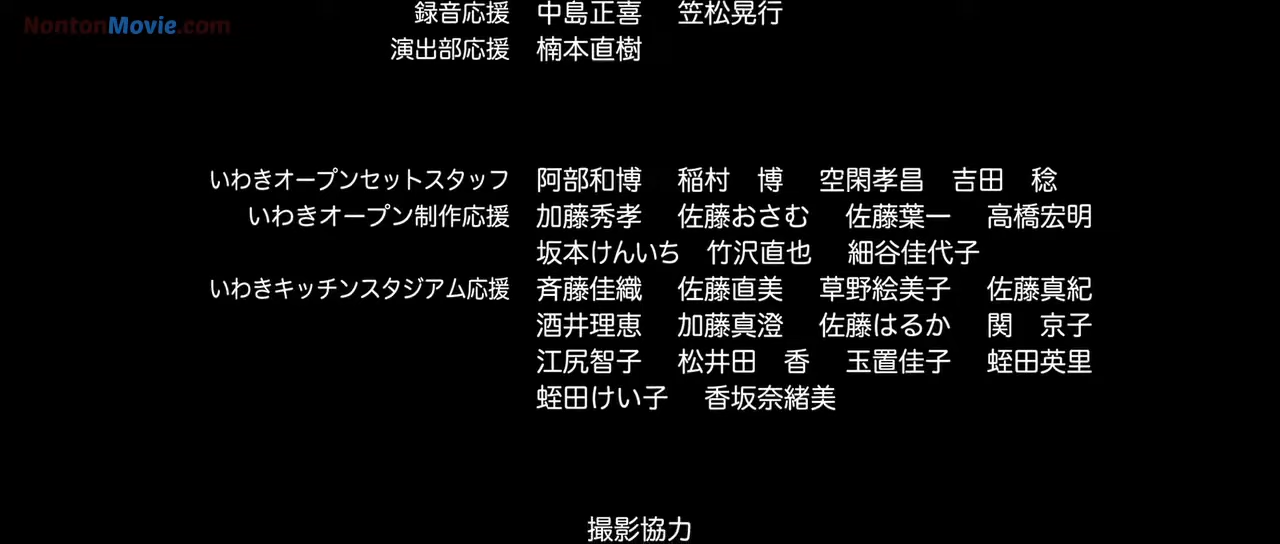 NontonMovie.com
録音応援 中島正喜 笠松晃行
演出部応援 楠本直樹
いわきオープンセットスタッフ 阿部和博 稲村 博 空閑孝昌 吉田 稔
いわきオープン制作応援 加藤秀孝 佐藤おさむ 佐藤葉一 高橋宏明
坂本けんいち 竹沢直也 細谷佳代子
いわきキッチンスタジアム応援 斉藤佳織 佐藤直美 草野絵美子 佐藤真紀
酒井理恵 加藤真澄 佐藤はるか 関 京子
江尻智子 松井田 香 玉置佳子 蛭田英里
蛭田けい子 香坂奈緒美
撮影協力